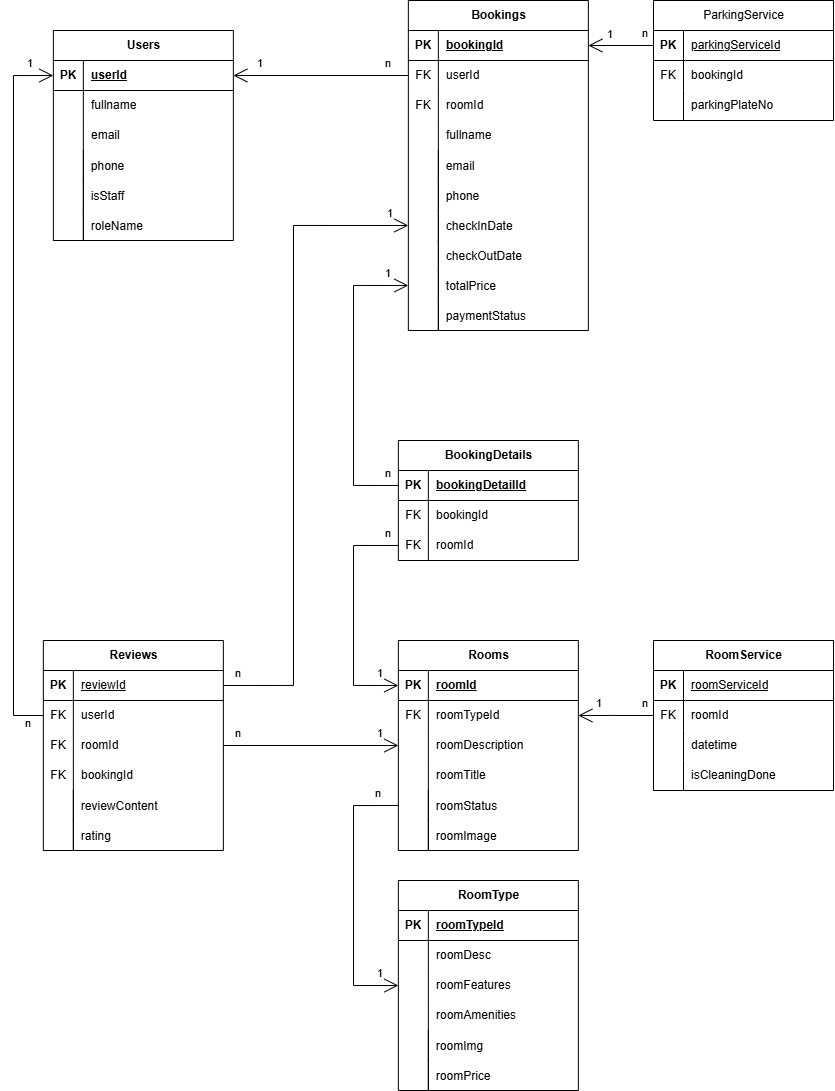 Users
PK userId
fullname
email
phone
isStaff
roleName
1
1
n
Bookings
PK bookingId
FK userId
FK roomId
fullname
email
phone
checkInDate
checkOutDate
totalPrice
paymentStatus
1
1
1
n
ParkingService
PK parkingServiceId
FK bookingId
parkingPlateNo
BookingDetails
PK bookingDetailId
FK bookingId
FK roomId
n
n
Reviews
PK reviewId
FK userId
FK roomId
FK bookingId
reviewContent
rating
n
n
n
1
1
Rooms
PK roomId
FK roomTypeId
roomDescription
roomTitle
roomStatus
roomImage
n
1
n
RoomService
PK roomServiceId
FK roomId
datetime
isCleaningDone
RoomType
PK roomTypeId
roomDesc
roomFeatures
roomAmenities
roomImg
roomPrice
1